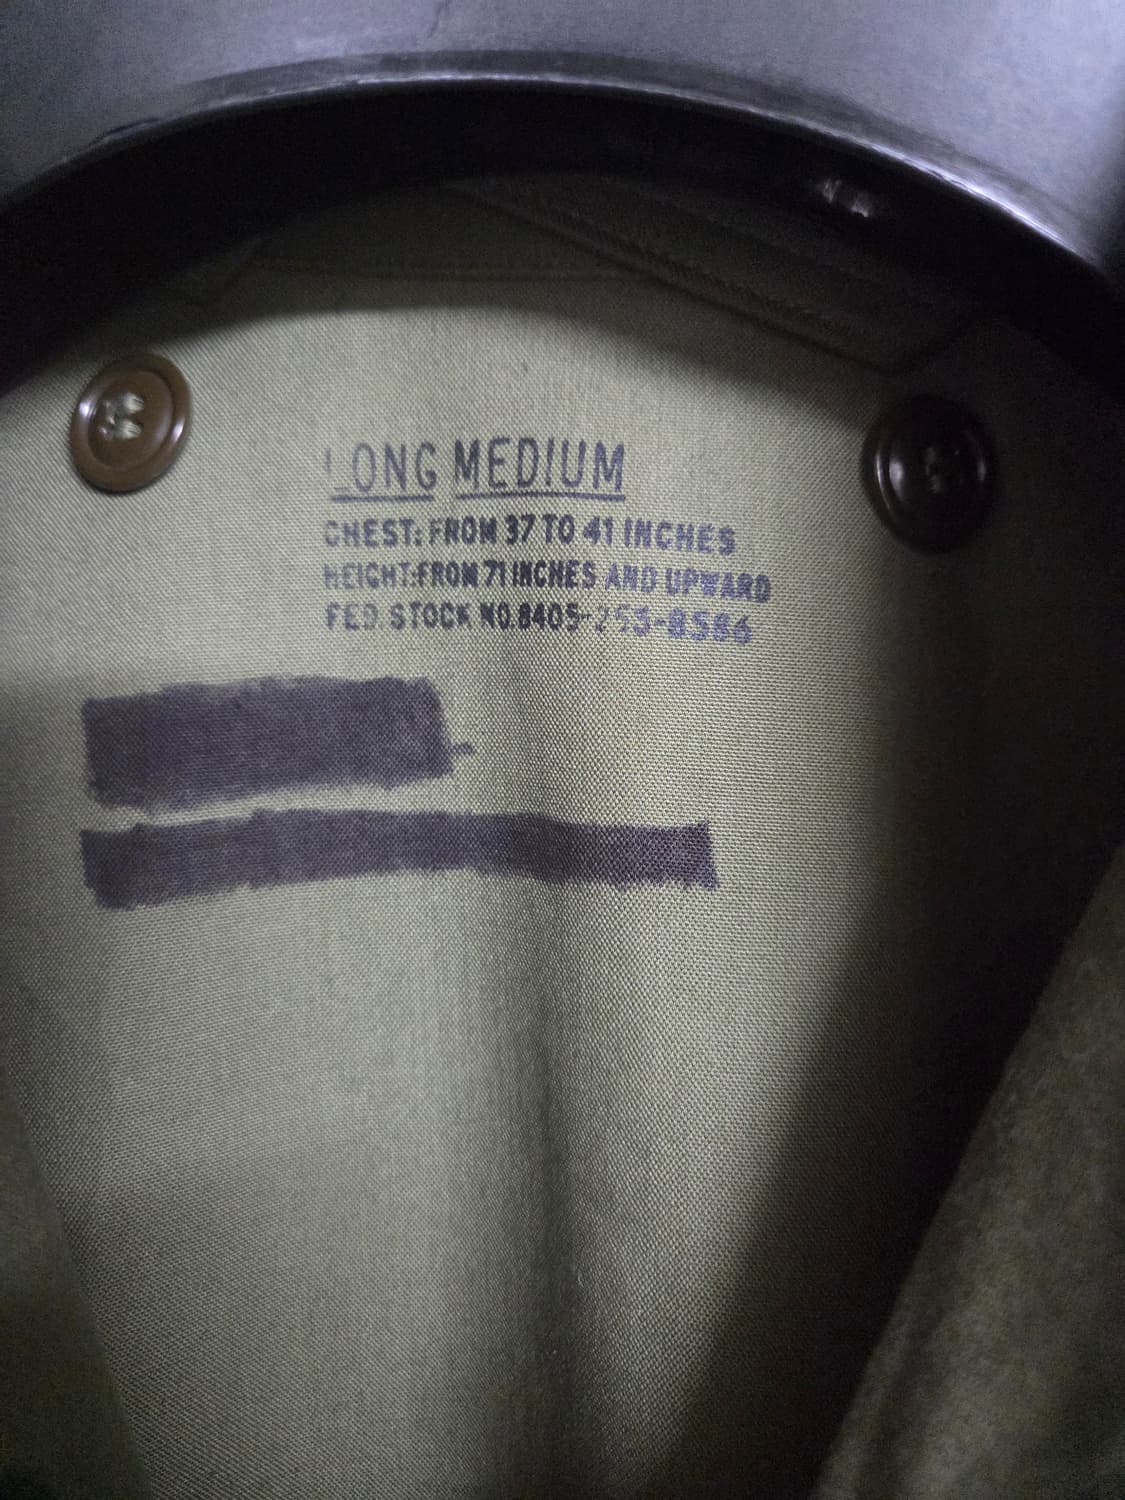 LONG MEDIUM
CHEST: FROM 37 TO 41 INCHES
HEIGHT: FROM 71 INCHES AND UPWARD
FED. STOCK NO. 8405-255-8586